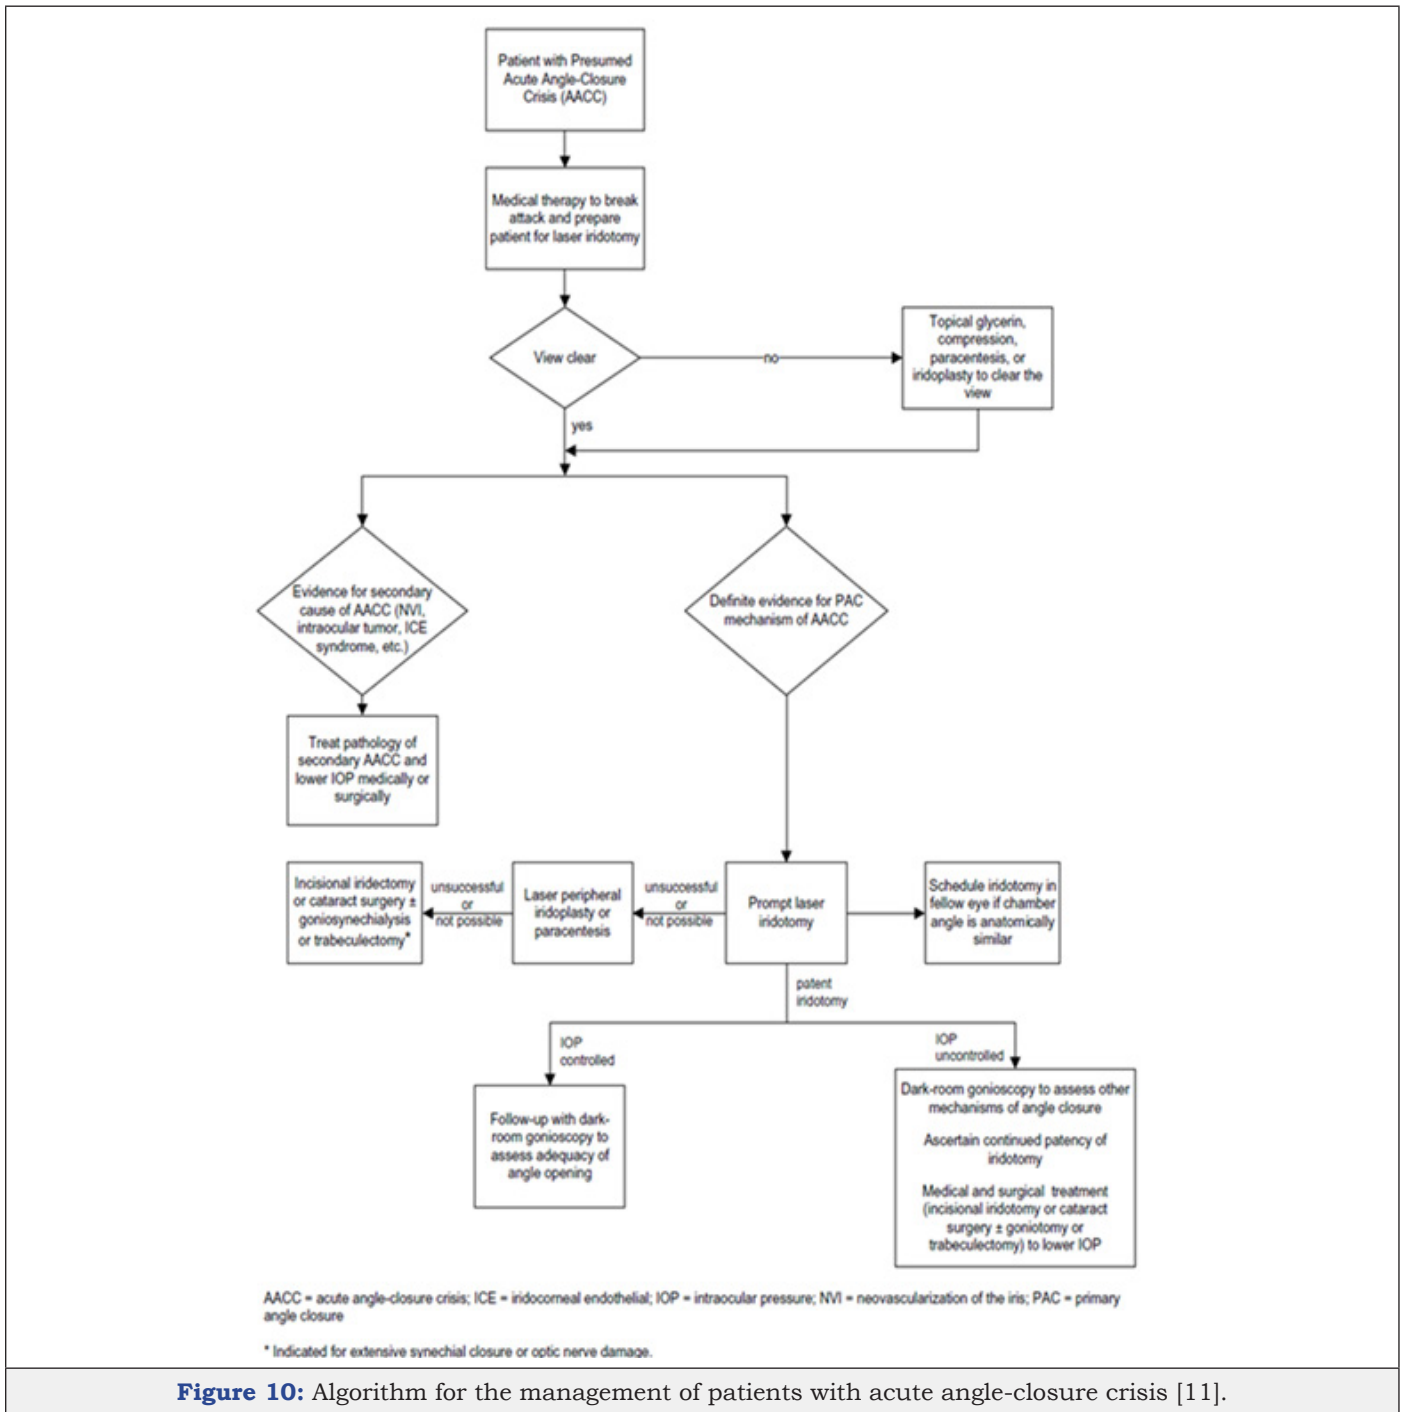 Patient with Presumed
Acute Angle-Closure
Crisis (AACC)
Medical therapy to break
attack and prepare
patient for laser iridotomy
View clear
no
Topical glycerin,
compression,
paracentesis, or
iridoplasty to clear the
view
yes
Evidence for secondary
cause of AACC (NVI,
intraocular tumor, ICE
syndrome, etc.)
Definite evidence for PAC
mechanism of AACC
Treat pathology of
secondary AACC and
lower IOP medically or
surgically
Incisional iridectomy
or cataract surgery ±
goniosynechialysis
or trabeculectomy*
unsuccessful
or
not possible
Laser peripheral
iridoplasty or
paracentesis
unsuccessful
or
not possible
Prompt laser
iridotomy
Schedule iridotomy in
fellow eye if chamber
angle is anatomically
similar
patent
iridotomy
IOP
controlled
IOP
uncontrolled
Follow-up with dark-
room gonioscopy to
assess adequacy of
angle opening
Dark-room gonioscopy to assess other
mechanisms of angle closure
Ascertain continued patency of
iridotomy
Medical and surgical treatment
(incisional iridotomy or cataract
surgery ± goniotomy or
trabeculectomy) to lower IOP
AACC = acute angle-closure crisis; ICE = iridocorneal endothelial; IOP = intraocular pressure; NVI = neovascularization of the iris; PAC = primary
angle closure
* Indicated for extensive synechial closure or optic nerve damage.
Figure 10: Algorithm for the management of patients with acute angle-closure crisis [11].